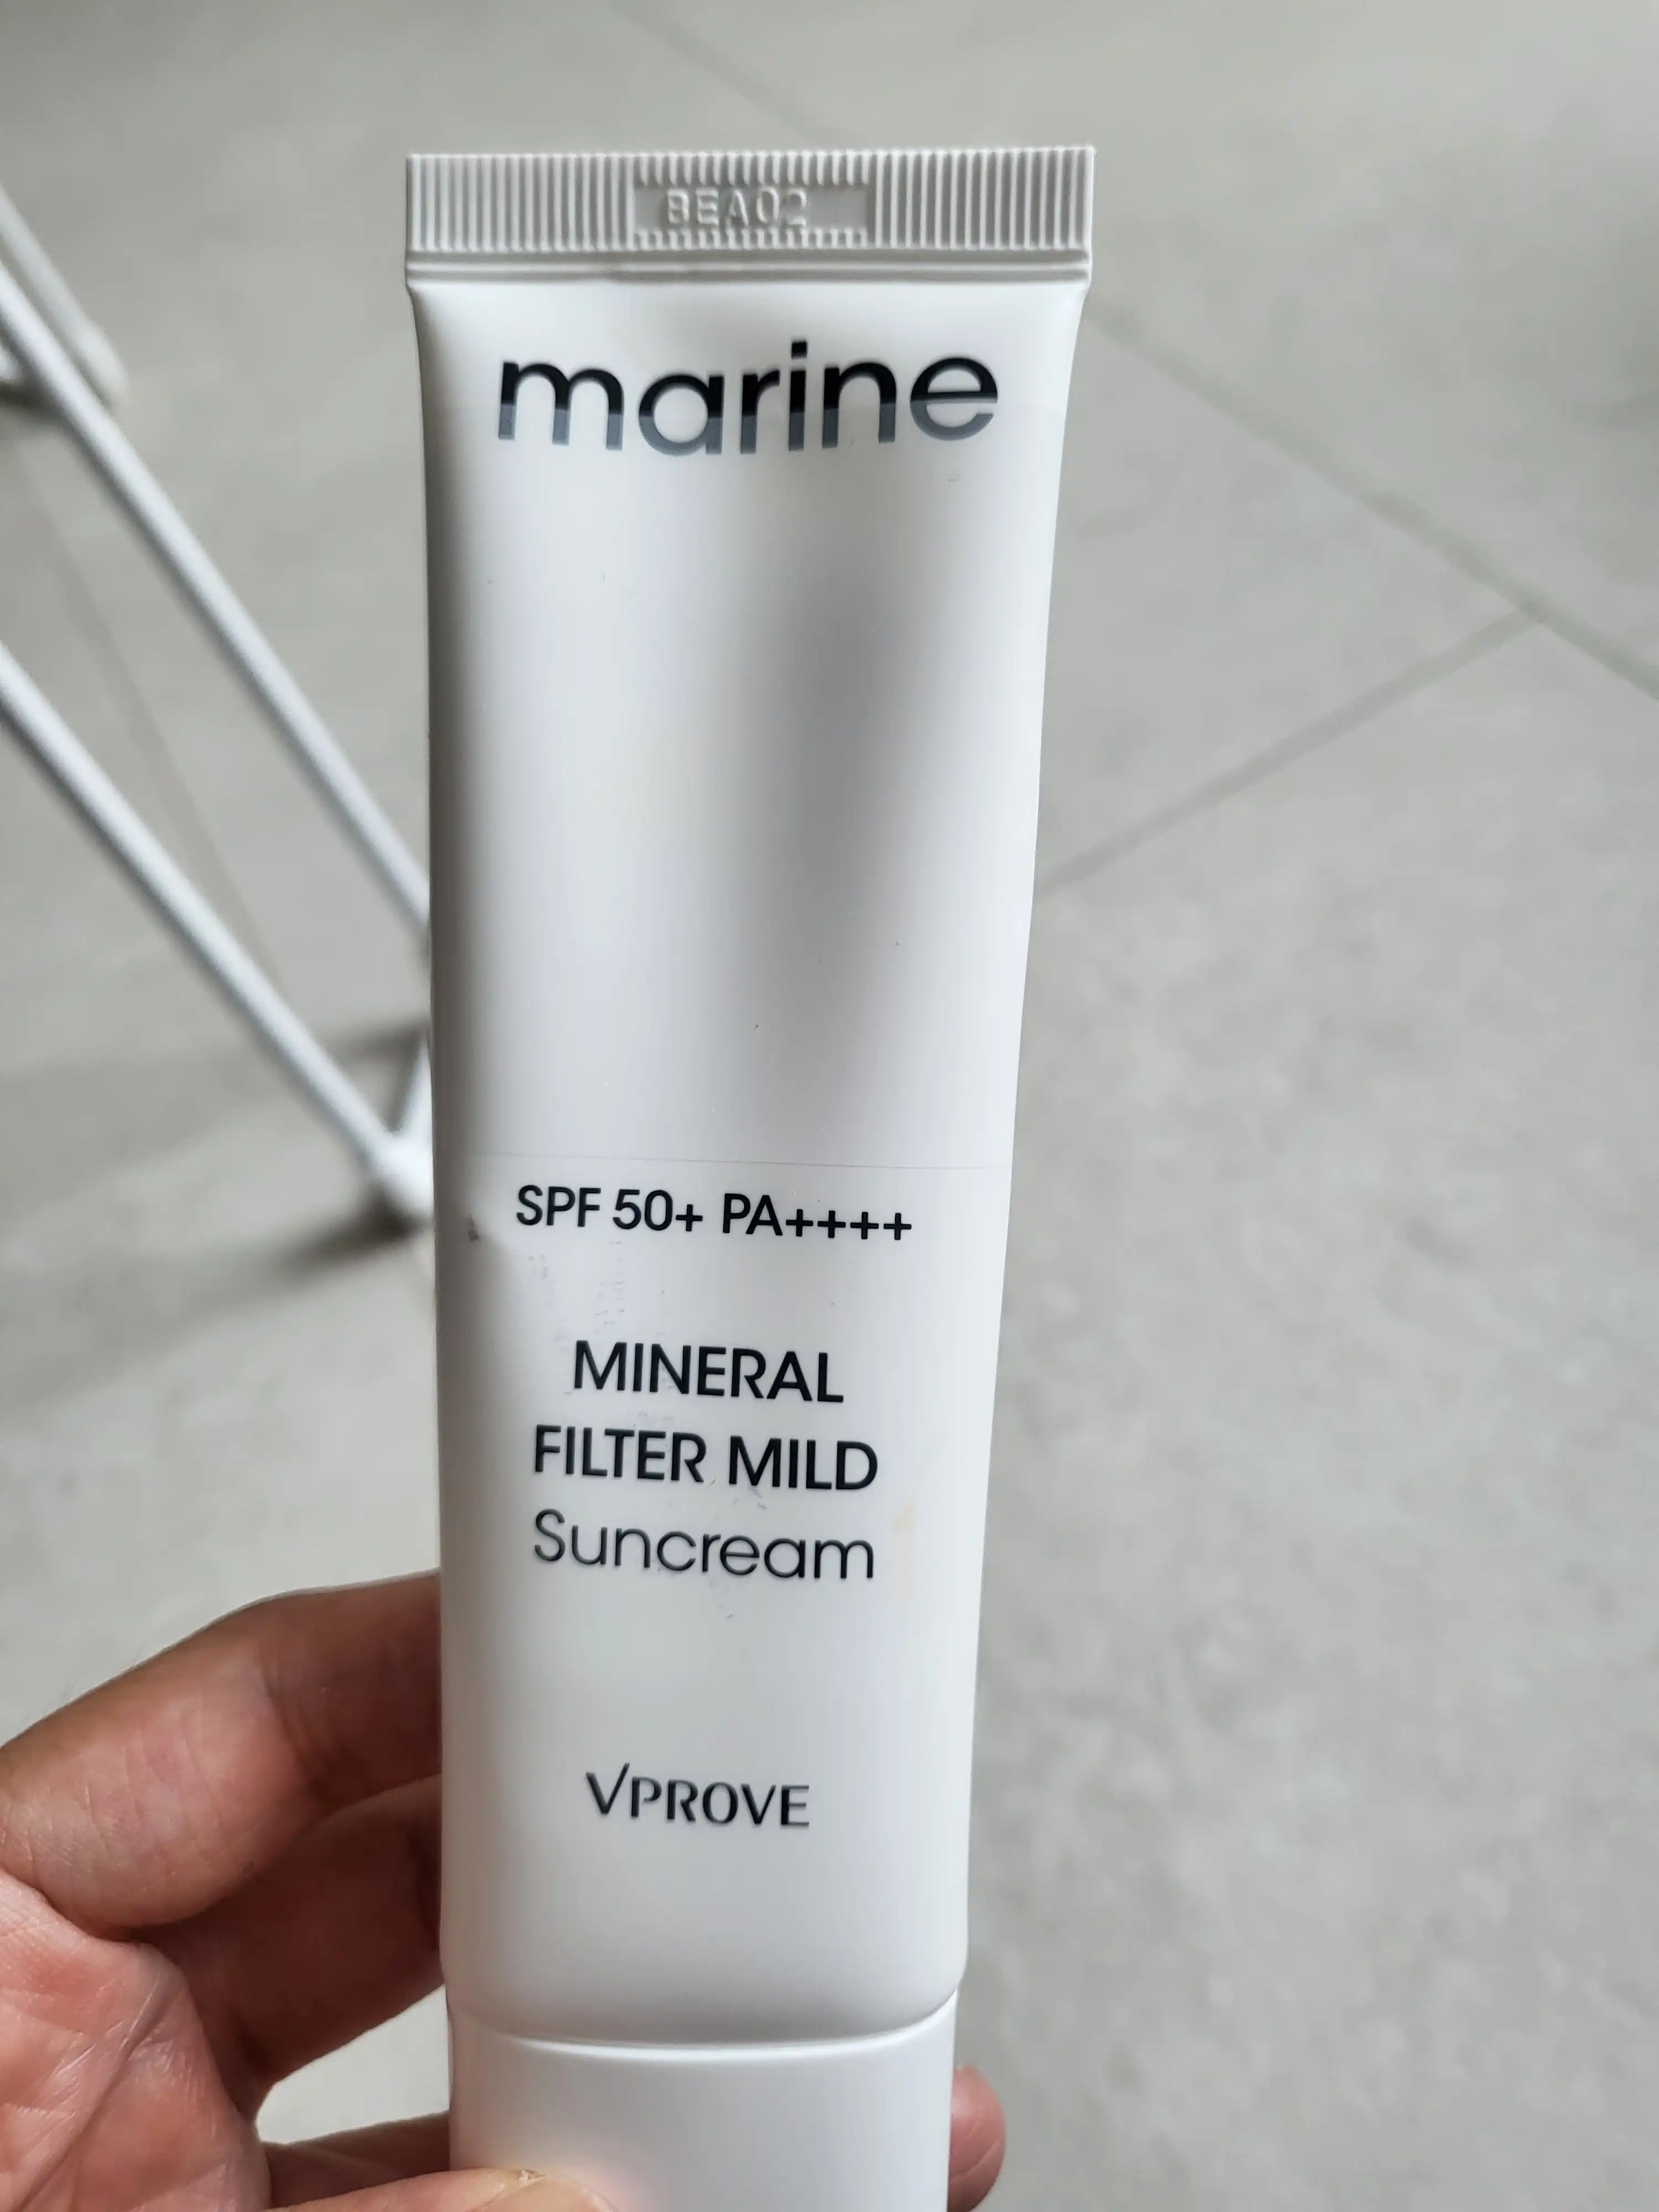 BEA02
marine
SPF 50+ PA++++
MINERAL
FILTER MILD
Suncream
VPROVE